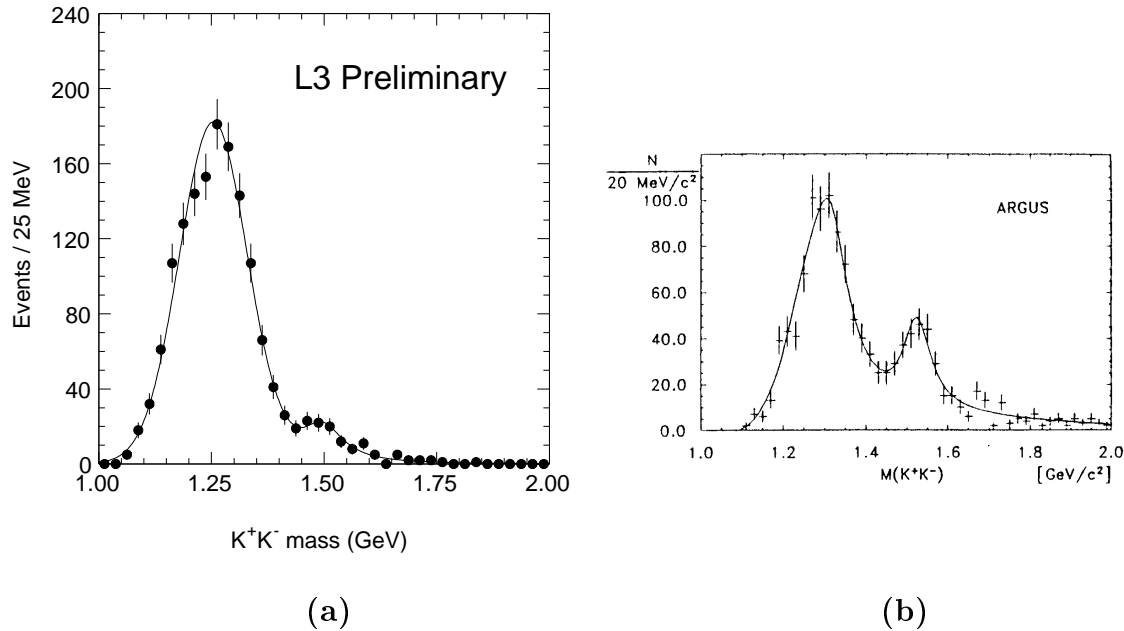 240
200
160
120
80
40
0
Events / 25 MeV
L3 Preliminary
1.00 1.25 1.50 1.75 2.00
K⁺K⁻ mass (GeV)
(a)
N
20 MeV/c²
100.0
80.0
60.0
40.0
20.0
0.0
ARGUS
1.0 1.2 1.4 1.6 1.8 2.0
M(K⁺K⁻) [GeV/c²]
(b)